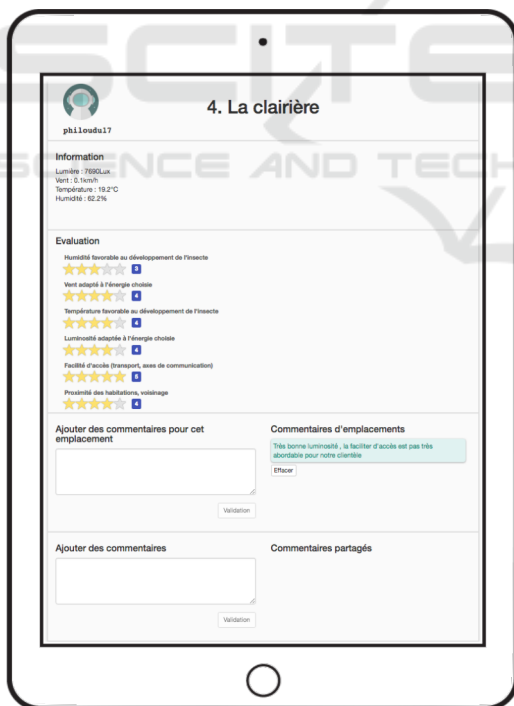 4. La clairière
philoudu17
Information
Lumière : 7690Lux
Vent : 0.1km/h
Température : 19.2°C
Humidité : 62.2%
Evaluation
Humidité favorable au développement de l'insecte
3
Vent adapté à l'énergie choisie
4
Température favorable au développement de l'insecte
4
Luminosité adaptée à l'énergie choisie
4
Facilité d'accès (transport, axes de communication)
5
Proximité des habitations, voisinage
4
Ajouter des commentaires pour cet
emplacement
Validation
Commentaires d'emplacements
Très bonne luminosité , la faciliter d'accès est pas très
abordable pour notre clientèle
Effacer
Ajouter des commentaires
Validation
Commentaires partagés
SCITE
SCIENCE AND TECH